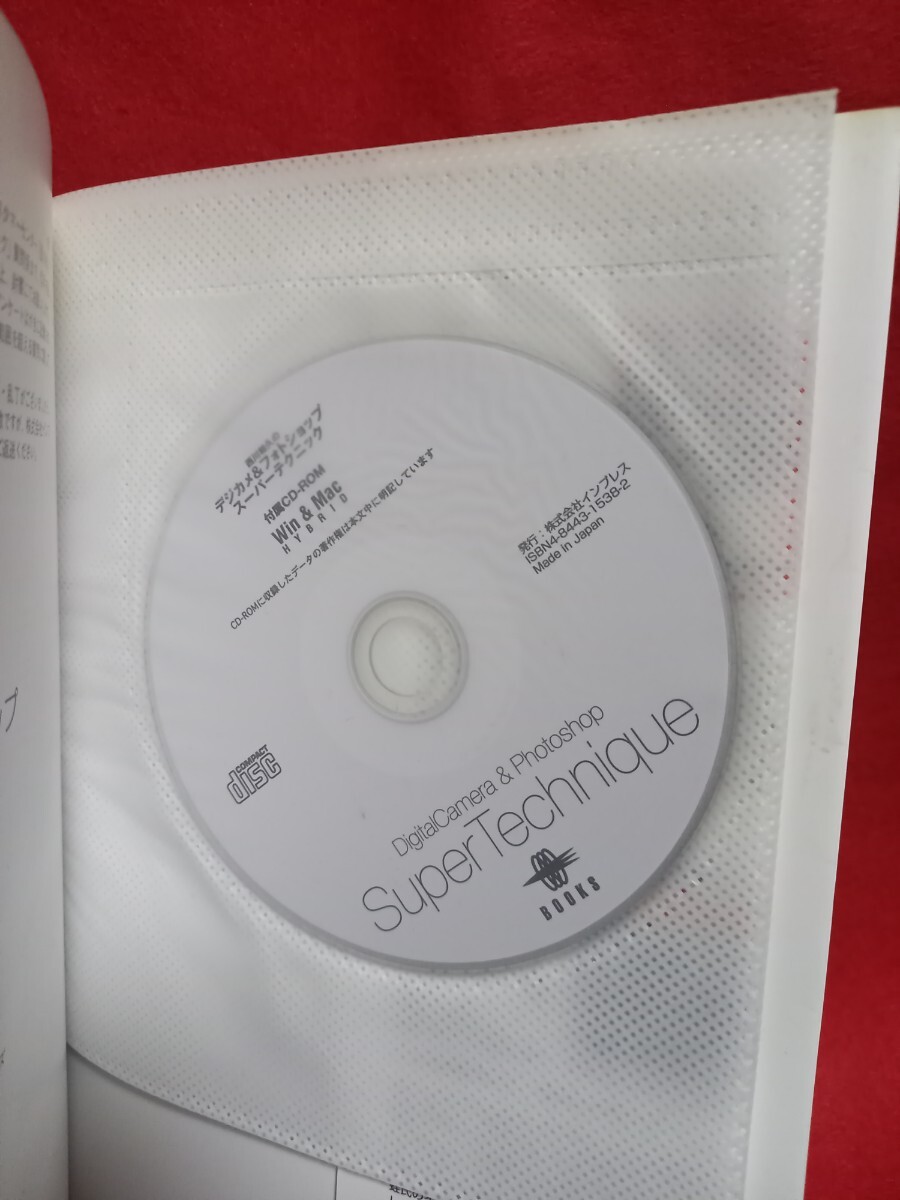 デジカメ&フォトショップ
スーパーテクニック
付属CD-ROM
Win & Mac
HYBRID
CD-ROMに収録したデータの著作権は本文中に明記しています
発行:株式会社インプレス
ISBN4-8443-1538-2
Made in Japan
COMPACT
disc
DigitalCamera & Photoshop
SuperTechnique
BOOKS